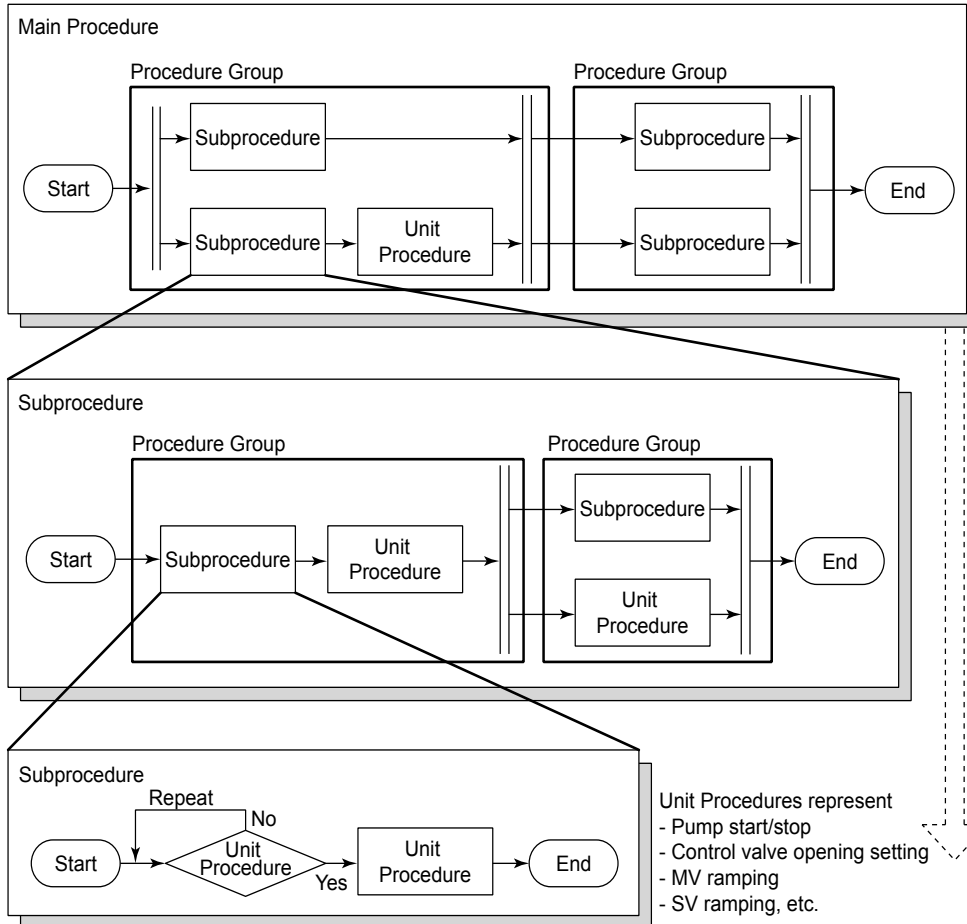 Main Procedure
Procedure Group
Procedure Group
Subprocedure
Subprocedure
Start
End
Subprocedure
Unit
Procedure
Subprocedure
Subprocedure
Procedure Group
Procedure Group
Subprocedure
Start
Subprocedure
Unit
Procedure
End
Unit
Procedure
Subprocedure
Repeat
No
Start
Unit
Procedure
Yes
Unit
Procedure
End
Unit Procedures represent
- Pump start/stop
- Control valve opening setting
- MV ramping
- SV ramping, etc.